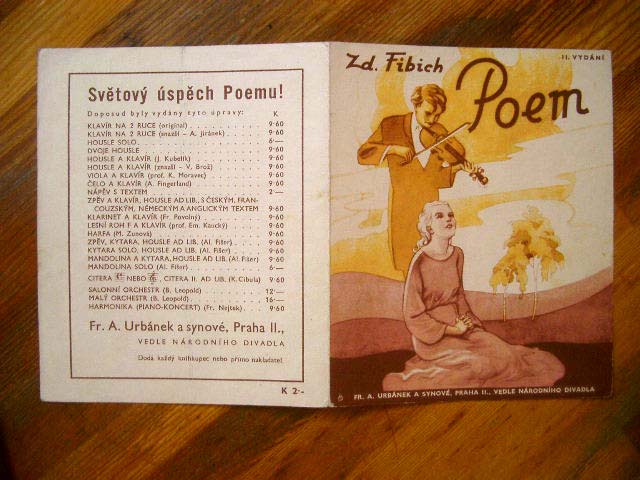 Světový úspěch Poemu!
Doposud byly vydány tyto úpravy: K
KLAVÍR NA 2 RUCE (original) . . . . 9·60
KLAVÍR NA 2 RUCE (snazší – A. Jiránek) . 9·60
HOUSLE SOLO . . . . 6·—
DVOJE HOUSLE . . . . 9·60
HOUSLE A KLAVÍR (J. Kubelík) . . . . 9·60
HOUSLE A KLAVÍR (snazší – V. Brož) . . . 9·60
VIOLA A KLAVÍR (prof. K. Moravec) . . . 9·60
ČELO A KLAVÍR (A. Fingerland) . . . . 9·60
NÁPĚV S TEXTEM . . . . 2·—
ZPĚV A KLAVÍR, HOUSLE AD LIB. S ČESKÝM, FRAN-
COUZSKÝM, NĚMECKÝM A ANGLICKÝM TEXTEM 9·60
KLARINET A KLAVÍR (Fr. Povolný) . . . . 9·60
LESNÍ ROH F A KLAVÍR (prof. Em. Kaucký) . 9·60
HARFA (M. Zunová) . . . . 9·60
ZPĚV, KYTARA, HOUSLE AD LIB. (Al. Fišer) . . 9·60
KYTARA SOLO, HOUSLE AD LIB. (Al. Fišer) . . 9·60
MANDOLINA A KYTARA, HOUSLE AD LIB. (Al. Fišer) 9·60
MANDOLINA SOLO (Al. Fišer) . . . . 6·—
CITERA NEBO , CITERA II. AD LIB. (K. Cibula) 9·60
SALONNÍ ORCHESTR (B. Leopold) . . . . 12·—
MALÝ ORCHESTR (B. Leopold) . . . . 16·—
HARMONIKA (PIANO-KONCERT) (Fr. Nejtek) . 9·60
Fr. A. Urbánek a synové, Praha II.,
VEDLE NÁRODNÍHO DIVADLA
Dodá každý knihkupec nebo přímo nakladatel.
K 2·-
Zd. Fibich
II. VYDÁNÍ
Poem
FR. A. URBÁNEK A SYNOVÉ, PRAHA II., VEDLE NÁRODNÍHO DIVADLA